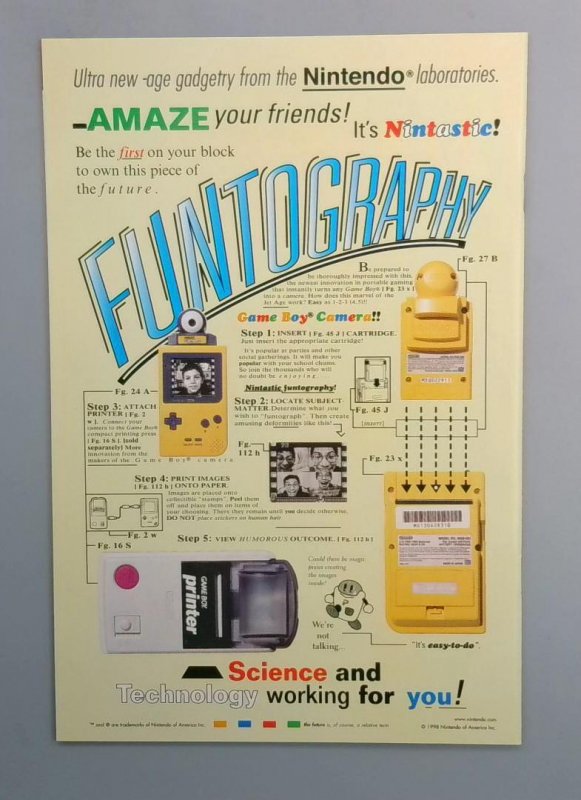 Ultra new-age gadgetry from the Nintendo® laboratories.
AMAZE your friends!
It's Nintastic!
Be the first on your block
to own this piece of
the future.
FUNTOGRAPHY
Fg. 27 B
Be prepared to
be thoroughly impressed with this,
the newest innovation in portable gaming
that instantly turns any Game Boy® [Fg. 23 x]
into a camera. How does this marvel of the
Jet Age work? Easy as 1-2-3 (4,5)!!
Game Boy® Camera!!
Step 1: INSERT [Fg. 45 J] CARTRIDGE.
Just insert the appropriate cartridge!
It's popular at parties and other
social gatherings. It will make you
popular with your school chums.
So join the thousands who will
no doubt be enjoying.
Nintastic funtography!
Step 2: LOCATE SUBJECT
MATTER. Determine what you
wish to "funtograph". Then create
amusing deformities like this!
Fg. 45 J
[INSERT]
Fg. 24 A
Step 3: ATTACH
PRINTER [Fg. 2
w]. Connect your
camera to the Game Boy®
compact printing press
[Fg. 16 S]. [sold
separately] More
innovation from the
makers of the Game Boy® camera.
Fg.
112 h
Fg. 23 x
Step 4: PRINT IMAGES
[Fg. 112 h] ONTO PAPER.
Images are placed onto
collectible "stamps". Peel them
off and place them on items
of your choosing. There they remain until you decide otherwise.
DO NOT place stickers on human hair.
Fg. 2 w
Fg. 16 S
Step 5: VIEW HUMOROUS OUTCOME. [Fg. 112 h]
Could there be magic
pixies creating
the images
inside?
We're
not
talking...
GAME BOY
printer
"It's easy-to-do".
Science and
Technology working for you!
www.nintendo.com
™ and ® are trademarks of Nintendo of America Inc.
the future is, of course, a relative term
© 1998 Nintendo of America Inc.